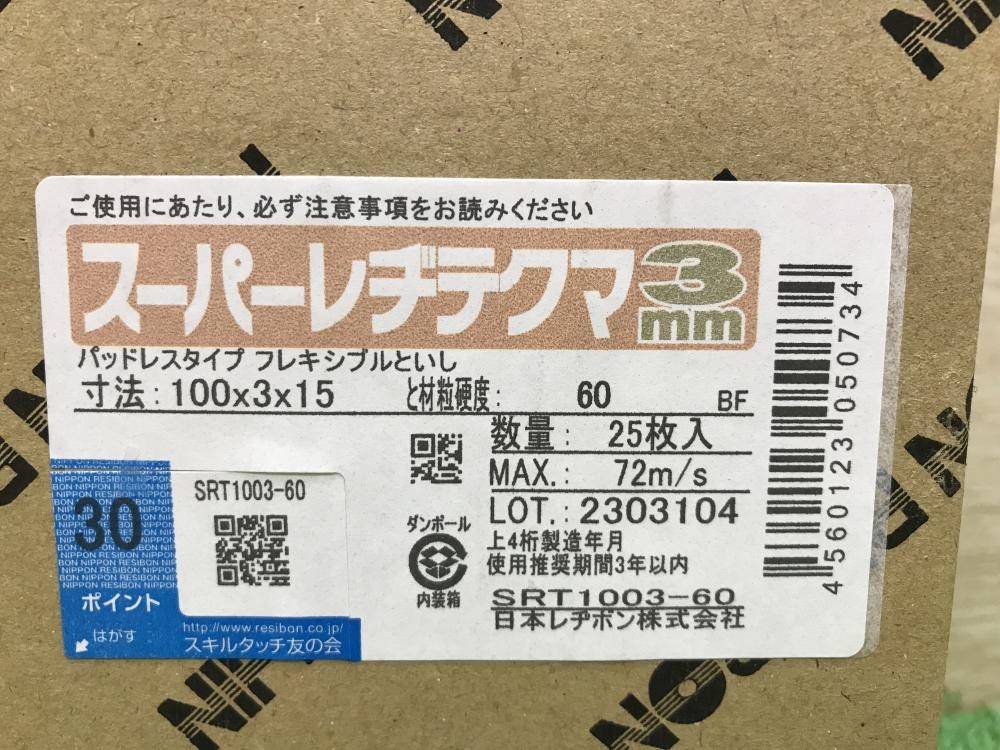 ご使用にあたり、必ず注意事項をお読みください
スーパーレヂテクマ3mm
パッドレスタイプ フレキシブルといし
寸法:100x3x15 と材粒硬度: 60 BF
数量: 25枚入
MAX.: 72m/s
LOT.: 2303104
上4桁製造年月
使用推奨期間3年以内
SRT1003-60
日本レヂボン株式会社
ダンボール
内装箱
4560123050734
SRT1003-60
30
ポイント
はがす
http://www.resibon.co.jp/
スキルタッチ友の会
NIPPON RESIBON